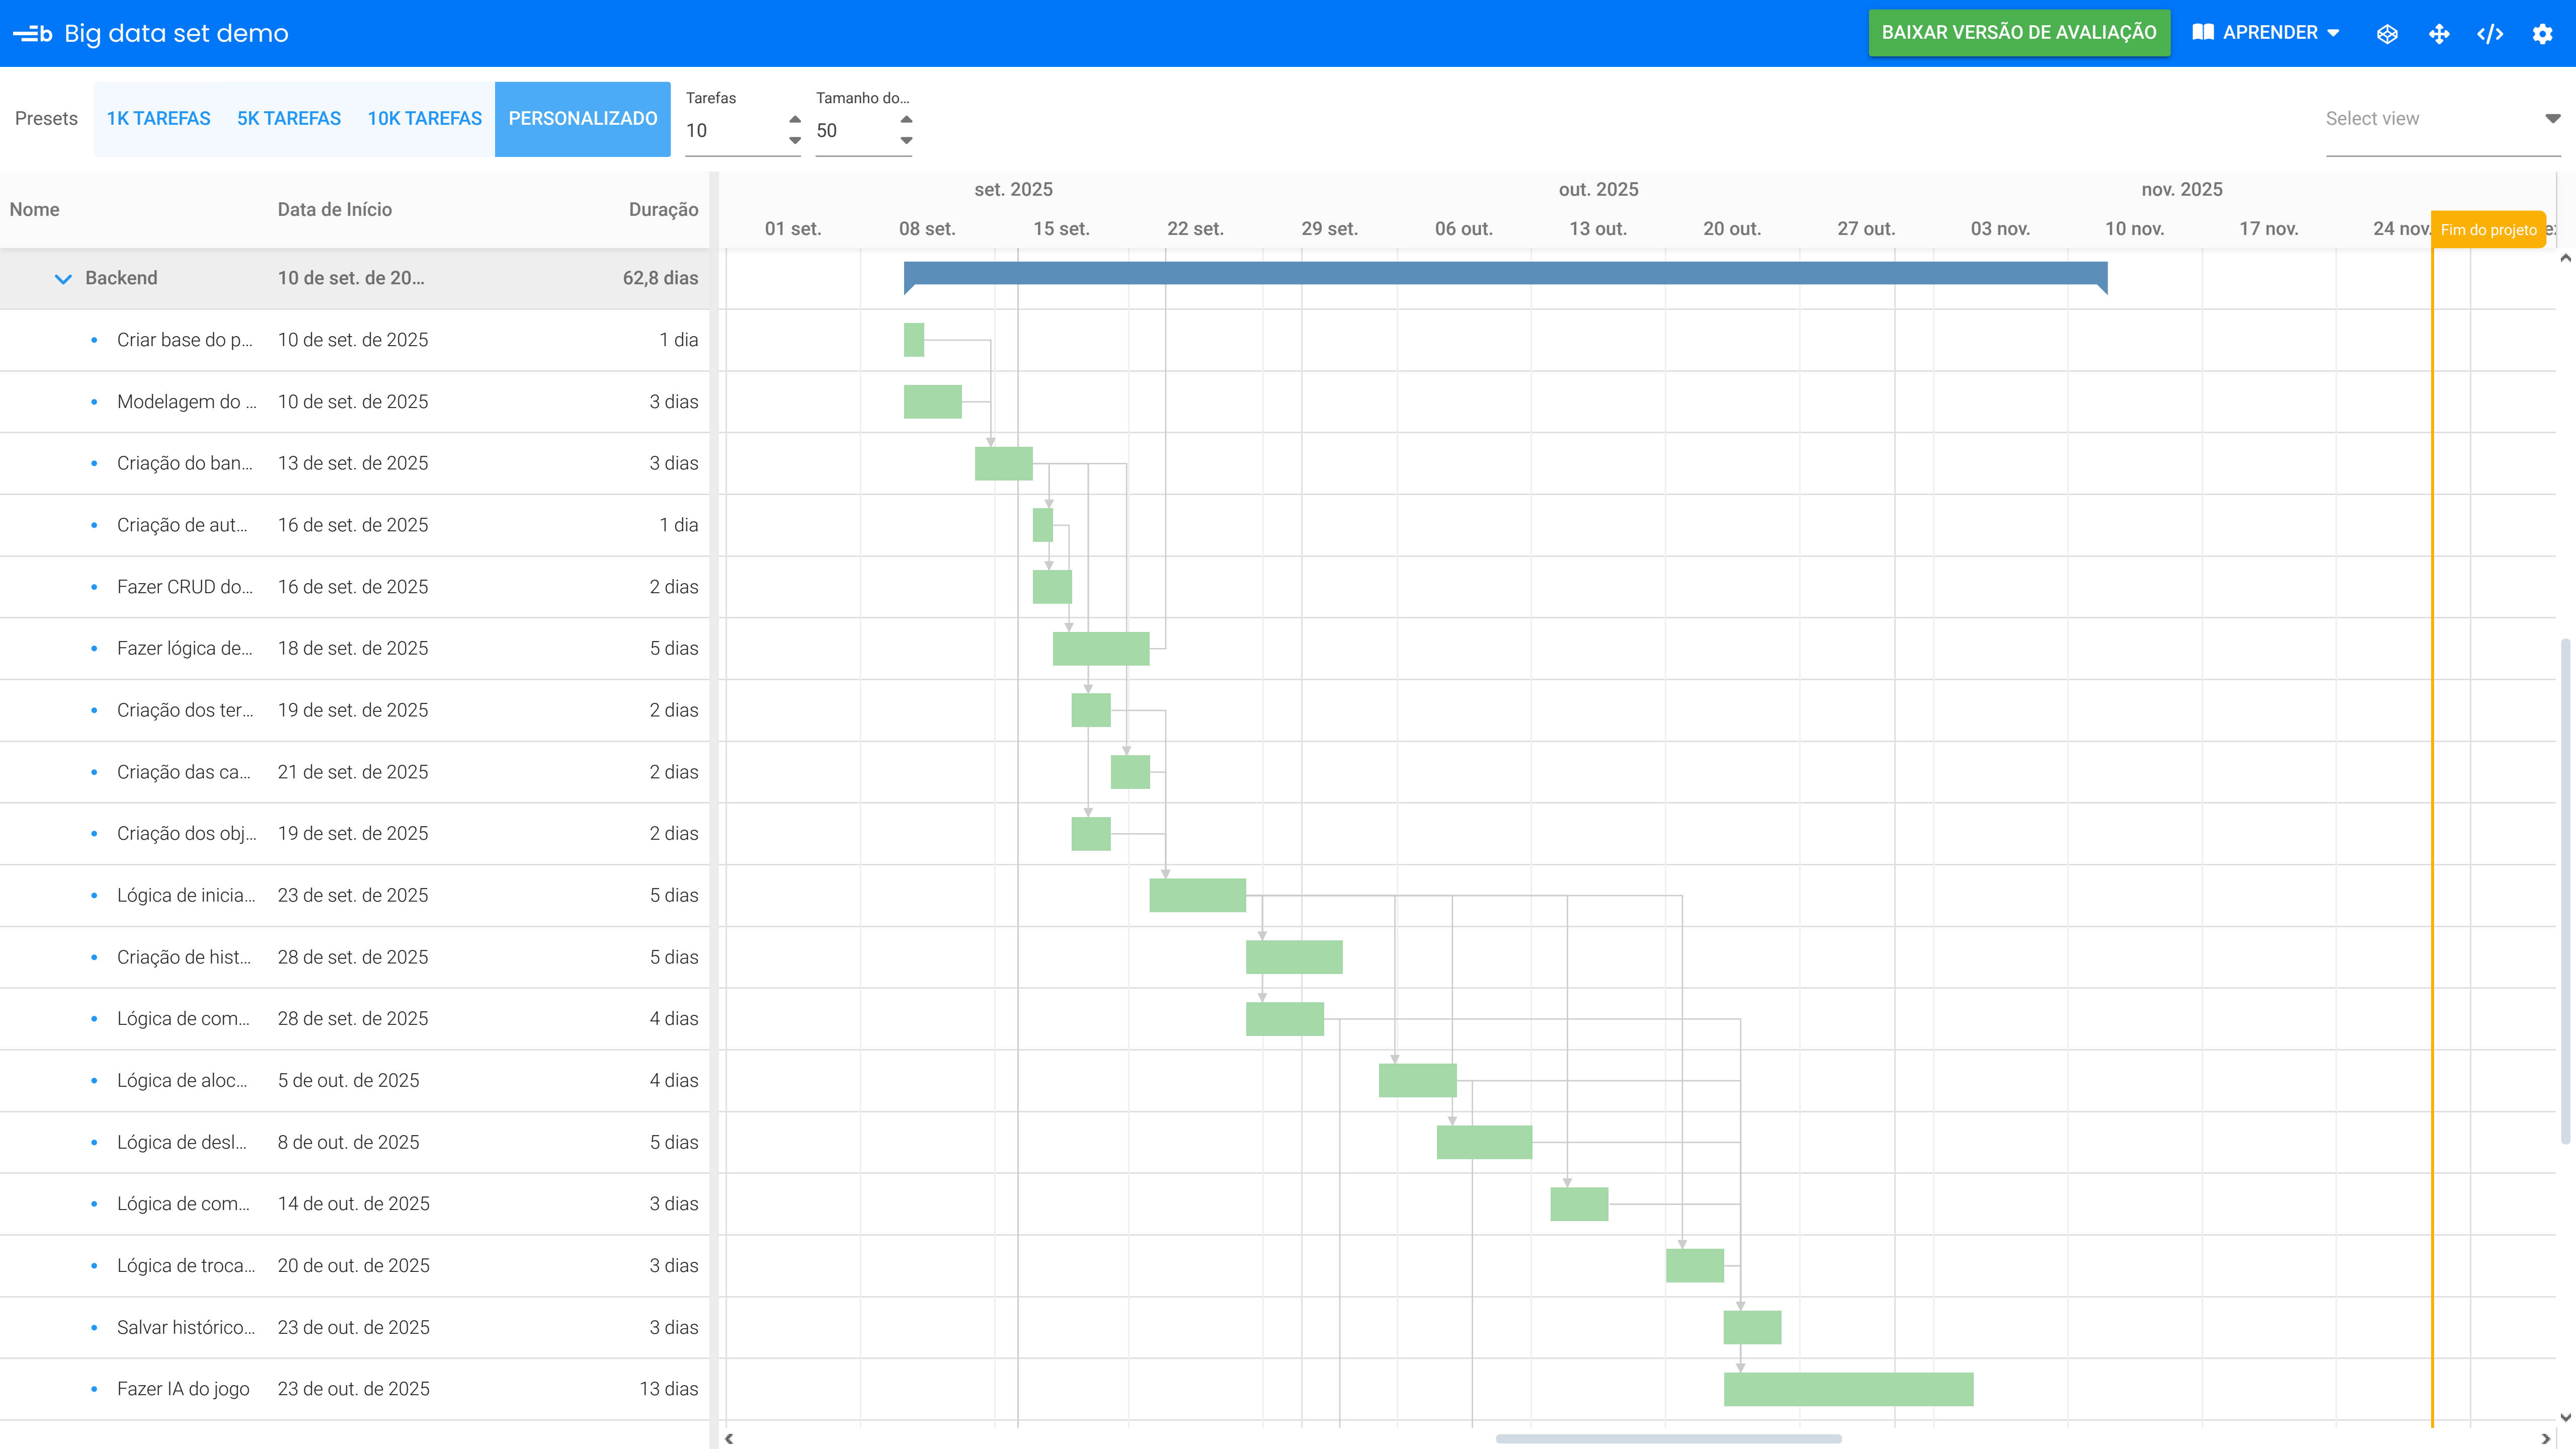 b Big data set demo
BAIXAR VERSÃO DE AVALIAÇÃO
APRENDER
Presets
1K TAREFAS
5K TAREFAS
10K TAREFAS
PERSONALIZADO
Tarefas
10
Tamanho do...
50
Select view
Nome Data de Início Duração
set. 2025 out. 2025 nov. 2025
01 set. 08 set. 15 set. 22 set. 29 set. 06 out. 13 out. 20 out. 27 out. 03 nov. 10 nov. 17 nov. 24 nov.
Fim do projeto
Backend 10 de set. de 20... 62,8 dias
Criar base do p... 10 de set. de 2025 1 dia
Modelagem do ... 10 de set. de 2025 3 dias
Criação do ban... 13 de set. de 2025 3 dias
Criação de aut... 16 de set. de 2025 1 dia
Fazer CRUD do... 16 de set. de 2025 2 dias
Fazer lógica de... 18 de set. de 2025 5 dias
Criação dos ter... 19 de set. de 2025 2 dias
Criação das ca... 21 de set. de 2025 2 dias
Criação dos obj... 19 de set. de 2025 2 dias
Lógica de inicia... 23 de set. de 2025 5 dias
Criação de hist... 28 de set. de 2025 5 dias
Lógica de com... 28 de set. de 2025 4 dias
Lógica de aloc... 5 de out. de 2025 4 dias
Lógica de desl... 8 de out. de 2025 5 dias
Lógica de com... 14 de out. de 2025 3 dias
Lógica de troca... 20 de out. de 2025 3 dias
Salvar histórico... 23 de out. de 2025 3 dias
Fazer IA do jogo 23 de out. de 2025 13 dias